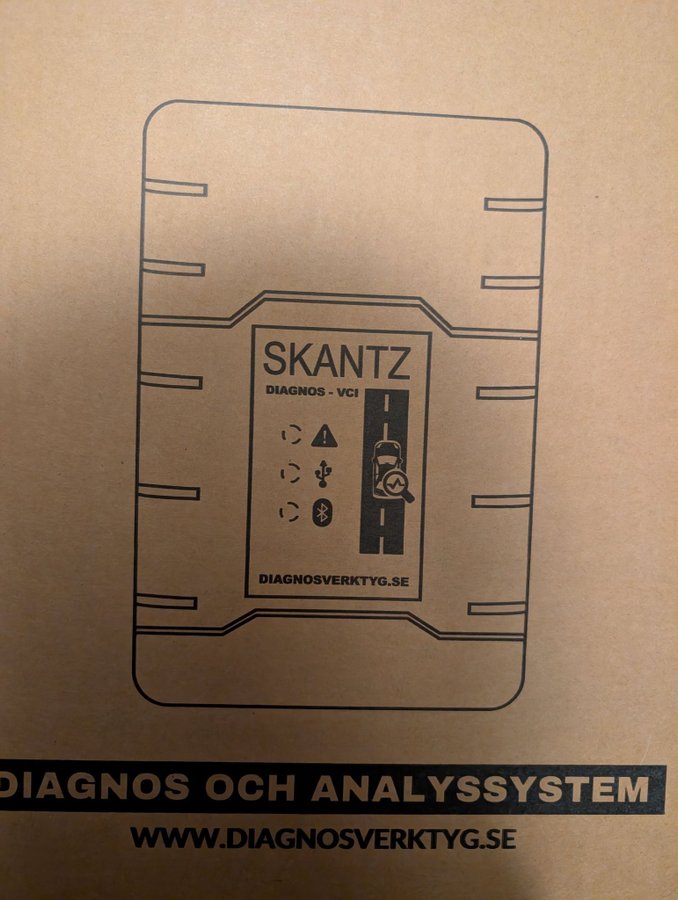 SKANTZ
DIAGNOS - VCI
DIAGNOSVERKTYG.SE
DIAGNOS OCH ANALYSSYSTEM
WWW.DIAGNOSVERKTYG.SE